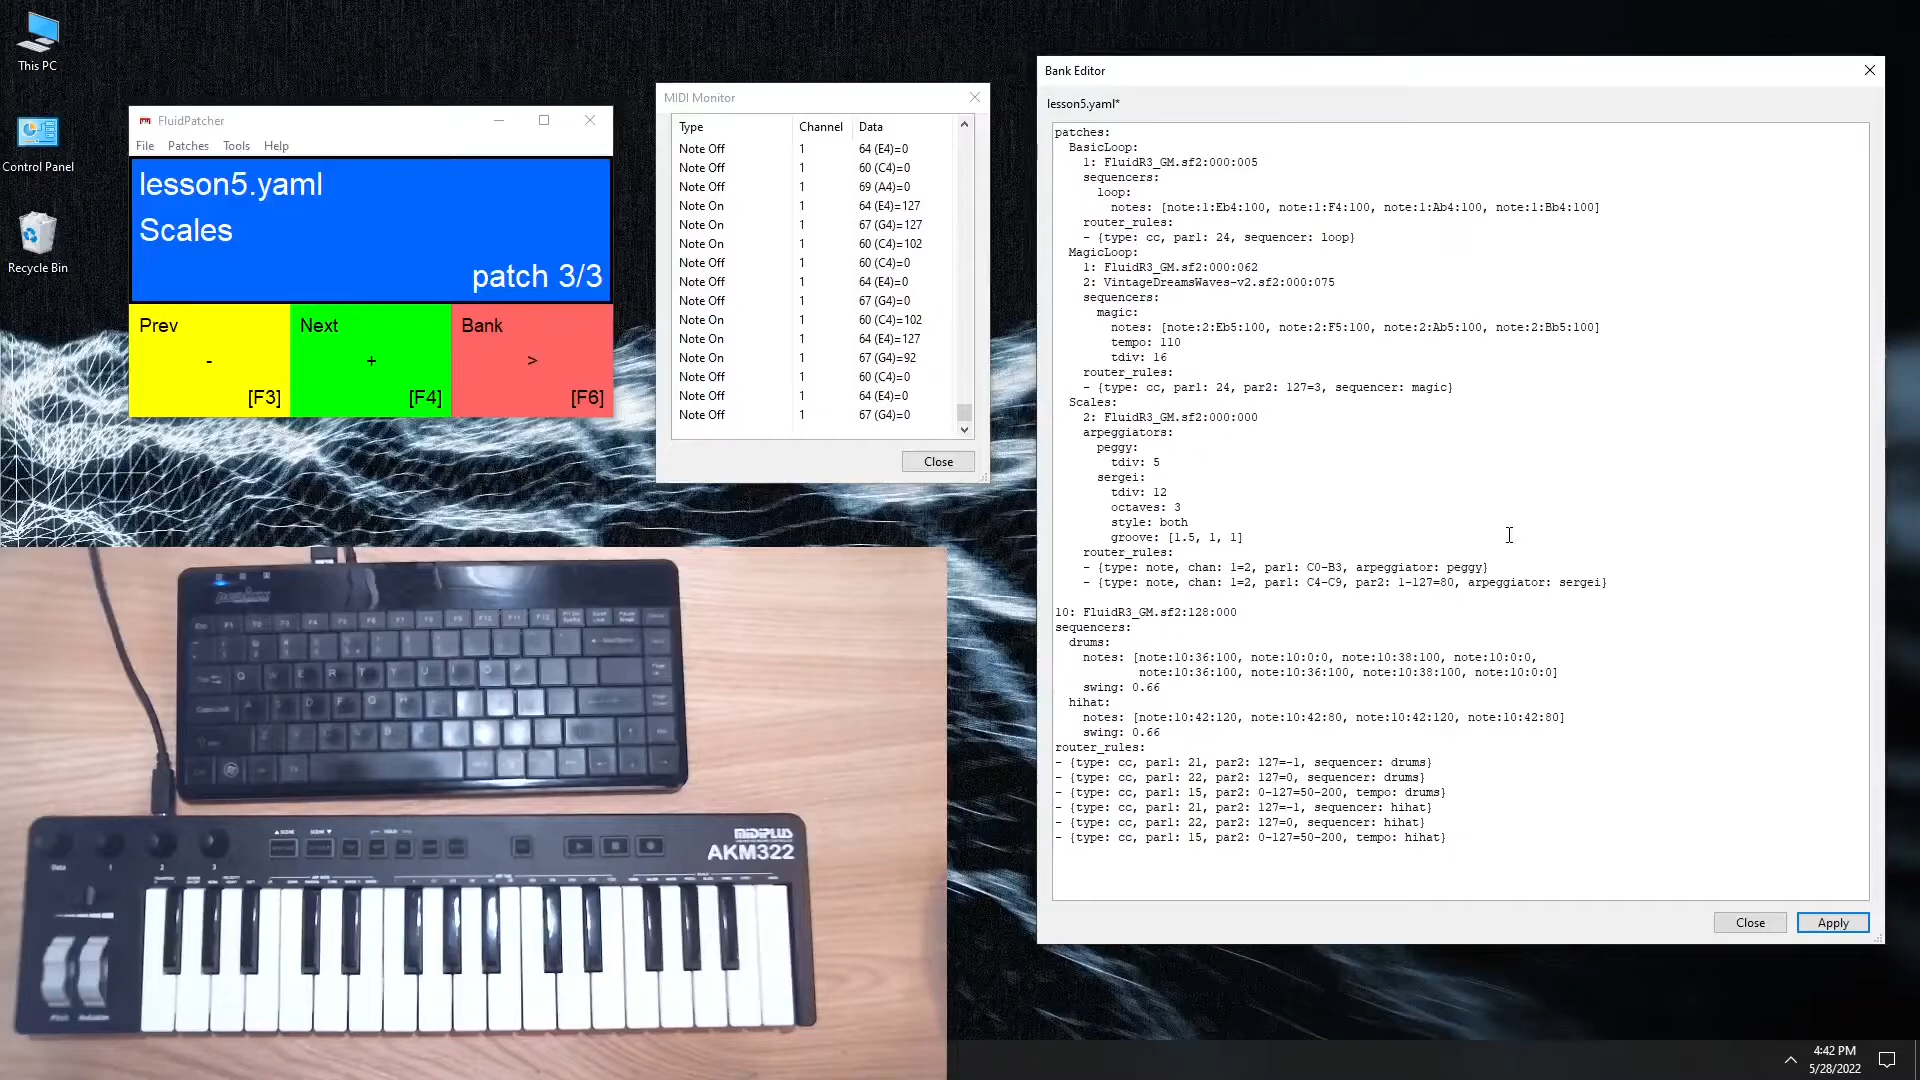 This PC
Control Panel
Recycle Bin
FluidPatcher
File Patches Tools Help
lesson5.yaml
Scales
patch 3/3
Prev
-
[F3]
Next
+
[F4]
Bank
>
[F6]
MIDI Monitor
Type Channel Data
Note Off 1 64 (E4)=0
Note Off 1 60 (C4)=0
Note Off 1 69 (A4)=0
Note On 1 64 (E4)=127
Note On 1 67 (G4)=127
Note On 1 60 (C4)=102
Note Off 1 60 (C4)=0
Note Off 1 64 (E4)=0
Note Off 1 67 (G4)=0
Note On 1 60 (C4)=102
Note On 1 64 (E4)=127
Note On 1 67 (G4)=92
Note Off 1 60 (C4)=0
Note Off 1 64 (E4)=0
Note Off 1 67 (G4)=0
Close
Bank Editor
lesson5.yaml*
patches:
BasicLoop:
1: FluidR3_GM.sf2:000:005
sequencers:
loop:
notes: [note:1:Eb4:100, note:1:F4:100, note:1:Ab4:100, note:1:Bb4:100]
router_rules:
- {type: cc, par1: 24, sequencer: loop}
MagicLoop:
1: FluidR3_GM.sf2:000:062
2: VintageDreamsWaves-v2.sf2:000:075
sequencers:
magic:
notes: [note:2:Eb5:100, note:2:F5:100, note:2:Ab5:100, note:2:Bb5:100]
tempo: 110
tdiv: 16
router_rules:
- {type: cc, par1: 24, par2: 127=3, sequencer: magic}
Scales:
2: FluidR3_GM.sf2:000:000
arpeggiators:
peggy:
tdiv: 5
sergei:
tdiv: 12
octaves: 3
style: both
groove: [1.5, 1, 1]
router_rules:
- {type: note, chan: 1=2, par1: C0-B3, arpeggiator: peggy}
- {type: note, chan: 1=2, par1: C4-C9, par2: 1-127=80, arpeggiator: sergei}
10: FluidR3_GM.sf2:128:000
sequencers:
drums:
notes: [note:10:36:100, note:10:0:0, note:10:38:100, note:10:0:0,
note:10:36:100, note:10:36:100, note:10:38:100, note:10:0:0]
swing: 0.66
hihat:
notes: [note:10:42:120, note:10:42:80, note:10:42:120, note:10:42:80]
swing: 0.66
router_rules:
- {type: cc, par1: 21, par2: 127=-1, sequencer: drums}
- {type: cc, par1: 22, par2: 127=0, sequencer: drums}
- {type: cc, par1: 15, par2: 0-127=50-200, tempo: drums}
- {type: cc, par1: 21, par2: 127=-1, sequencer: hihat}
- {type: cc, par1: 22, par2: 127=0, sequencer: hihat}
- {type: cc, par1: 15, par2: 0-127=50-200, tempo: hihat}
Close Apply
MIDIPLUS
AKM322
4:42 PM
5/28/2022